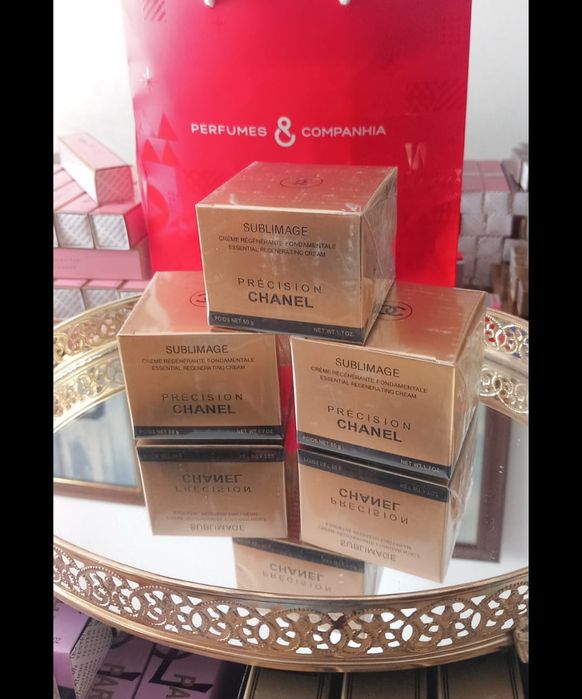 PERFUMES & COMPANHIA
SUBLIMAGE
CRÈME RÉGÉNÉRANTE FONDAMENTALE
ESSENTIAL REGENERATING CREAM
PRÉCISION
CHANEL
POIDS NET 50 g NET WT. 1.7 OZ.
SUBLIMAGE
CRÈME RÉGÉNÉRANTE FONDAMENTALE
ESSENTIAL REGENERATING CREAM
PRÉCISION
CHANEL
POIDS NET 50 g NET WT. 1.7 OZ.
SUBLIMAGE
CRÈME RÉGÉNÉRANTE FONDAMENTALE
ESSENTIAL REGENERATING CREAM
PRÉCISION
CHANEL
POIDS NET 50 g NET WT. 1.7 OZ.